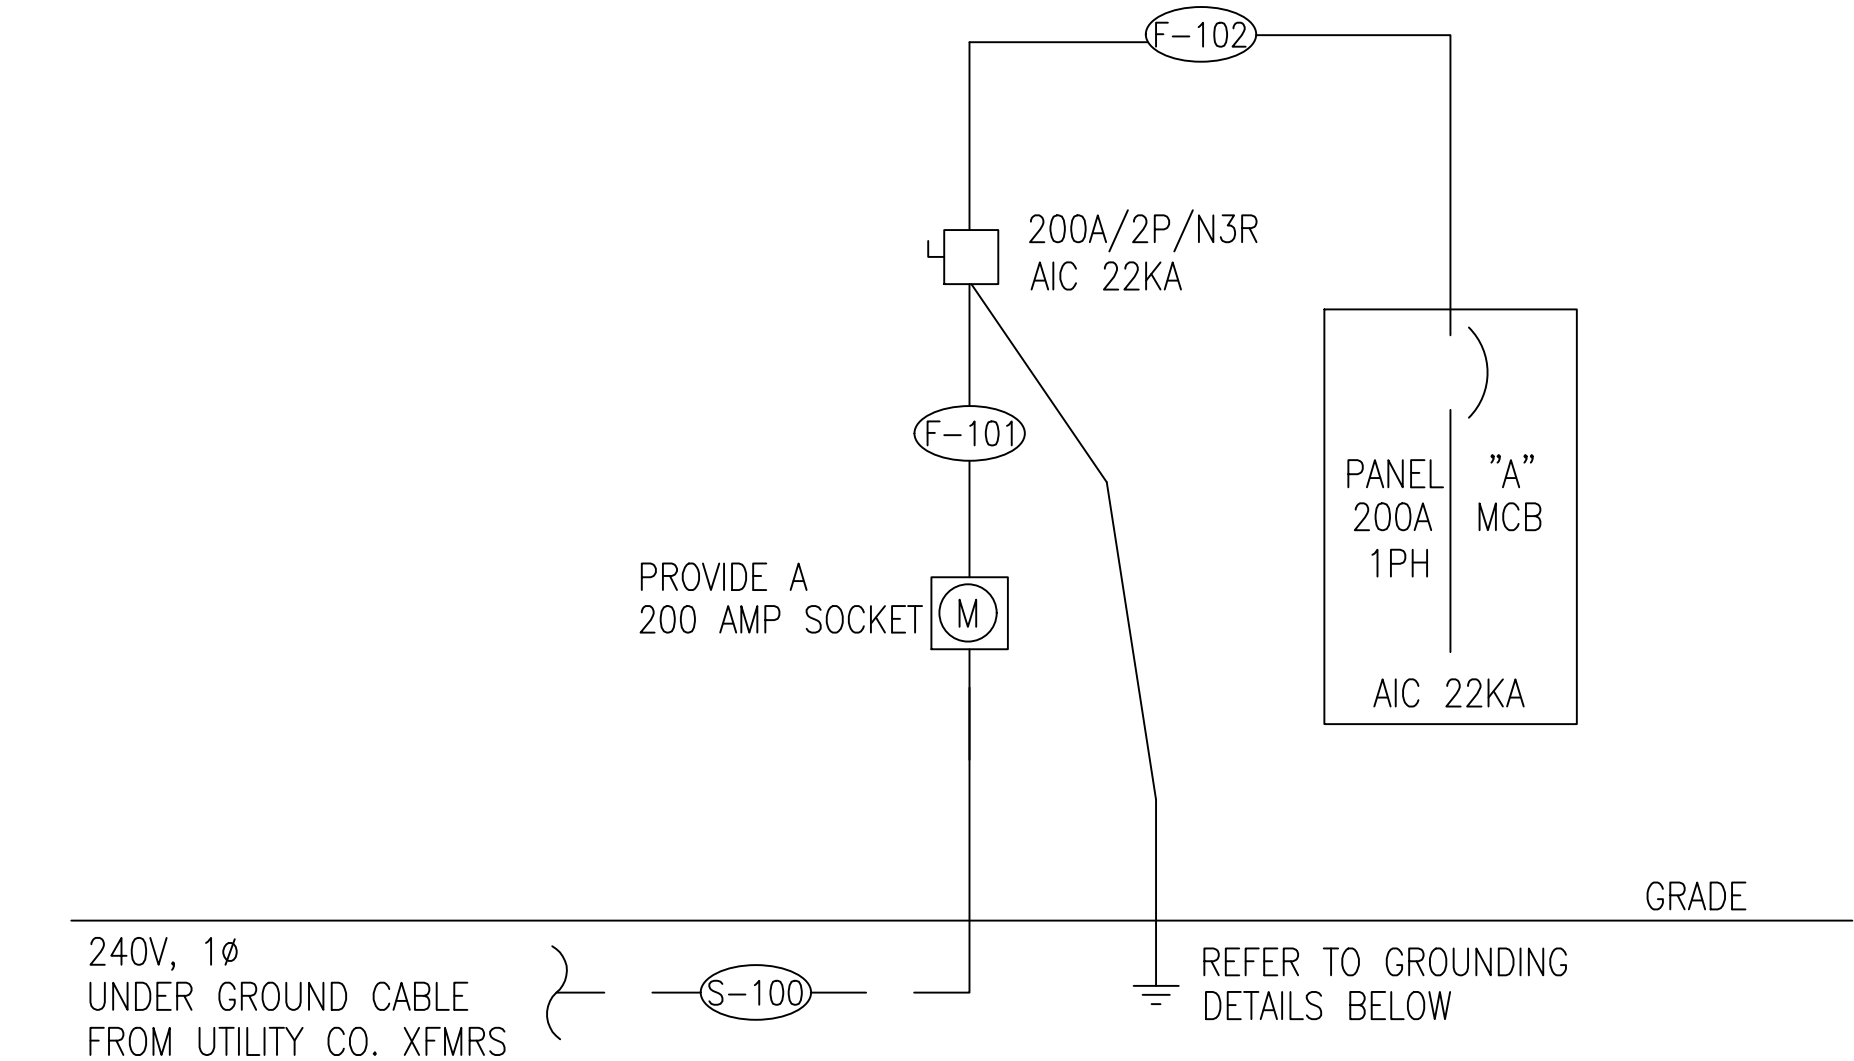 F-102
200A/2P/N3R
AIC 22KA
F-101
PANEL "A"
200A MCB
1PH
AIC 22KA
PROVIDE A
200 AMP SOCKET
M
GRADE
240V, 1ø
UNDER GROUND CABLE
FROM UTILITY CO. XFMRS
S-100
REFER TO GROUNDING
DETAILS BELOW